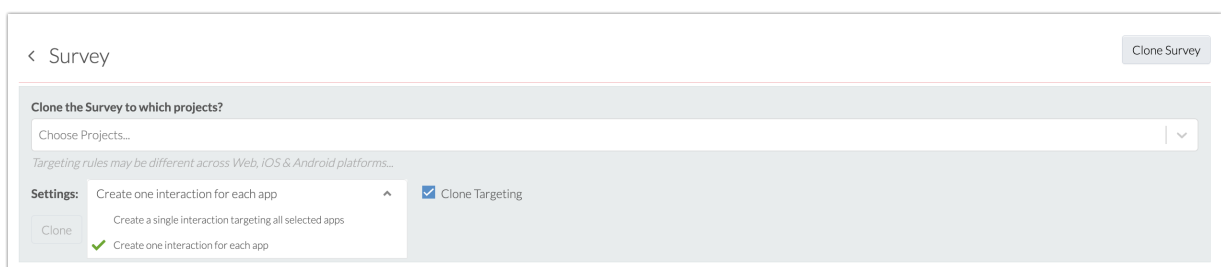 Survey
Clone Survey
Clone the Survey to which projects?
Choose Projects...
Targeting rules may be different across Web, iOS & Android platforms...
Settings: Create one interaction for each app Clone Targeting
Create a single interaction targeting all selected apps
Clone
Create one interaction for each app